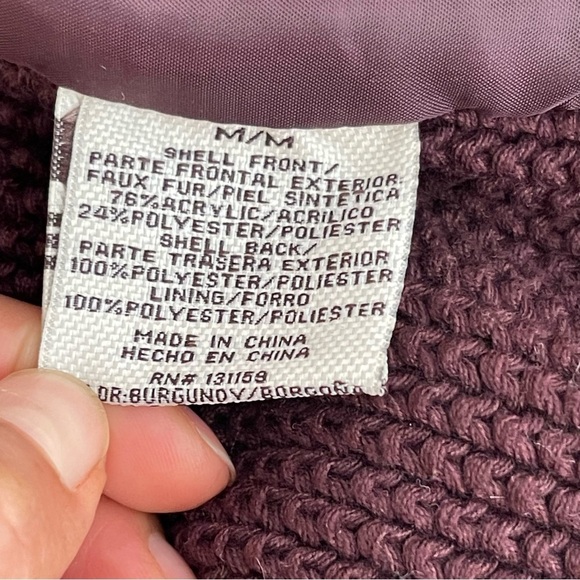 M/M
SHELL FRONT/
PARTE FRONTAL EXTERIOR
FAUX FUR/PIEL SINTETICA
76%ACRYLIC/ACRILICO
24%POLYESTER/POLIESTER
SHELL BACK/
PARTE TRASERA EXTERIOR
100%POLYESTER/POLIESTER
LINING/FORRO
100%POLYESTER/POLIESTER
MADE IN CHINA
HECHO EN CHINA
RN# 131159
OR:BURGUNDY/BORGOÑA